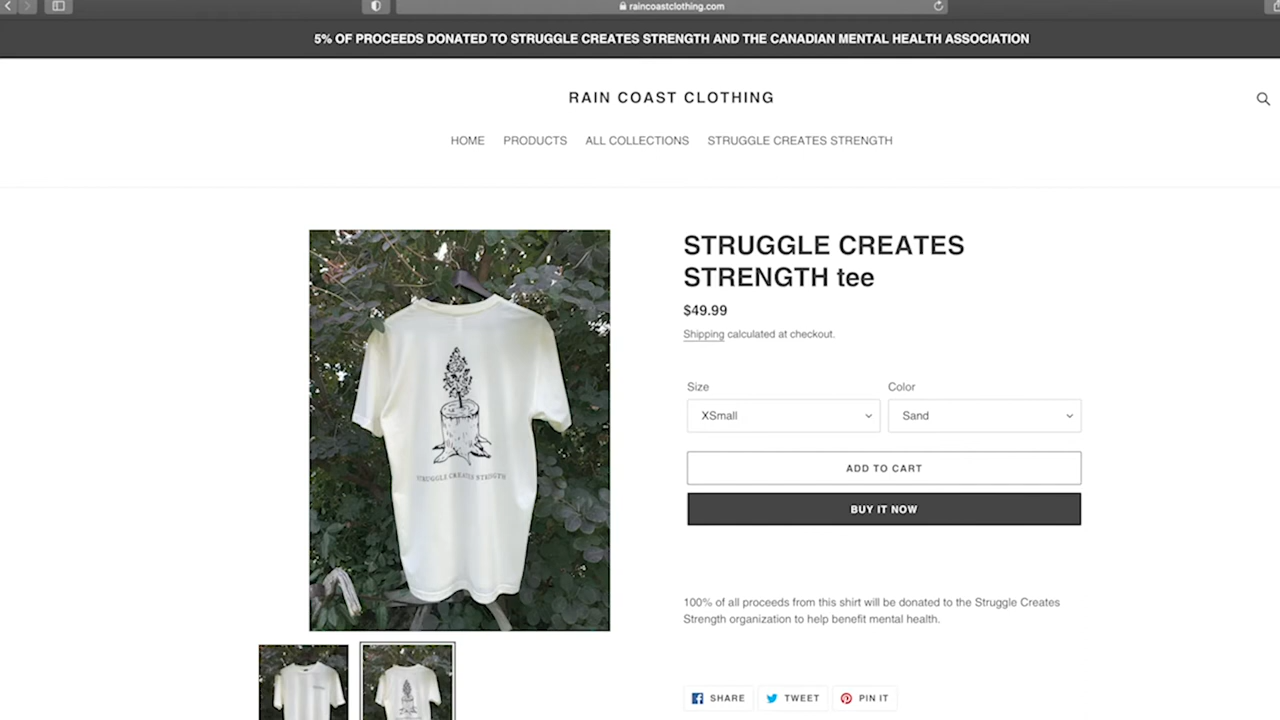 raincoastclothing.com
5% OF PROCEEDS DONATED TO STRUGGLE CREATES STRENGTH AND THE CANADIAN MENTAL HEALTH ASSOCIATION
RAIN COAST CLOTHING
HOME PRODUCTS ALL COLLECTIONS STRUGGLE CREATES STRENGTH
STRUGGLE CREATES
STRENGTH tee
$49.99
Shipping calculated at checkout.
Size Color
XSmall Sand
ADD TO CART
BUY IT NOW
STRUGGLE CREATES STRENGTH
100% of all proceeds from this shirt will be donated to the Struggle Creates
Strength organization to help benefit mental health.
SHARE TWEET PIN IT